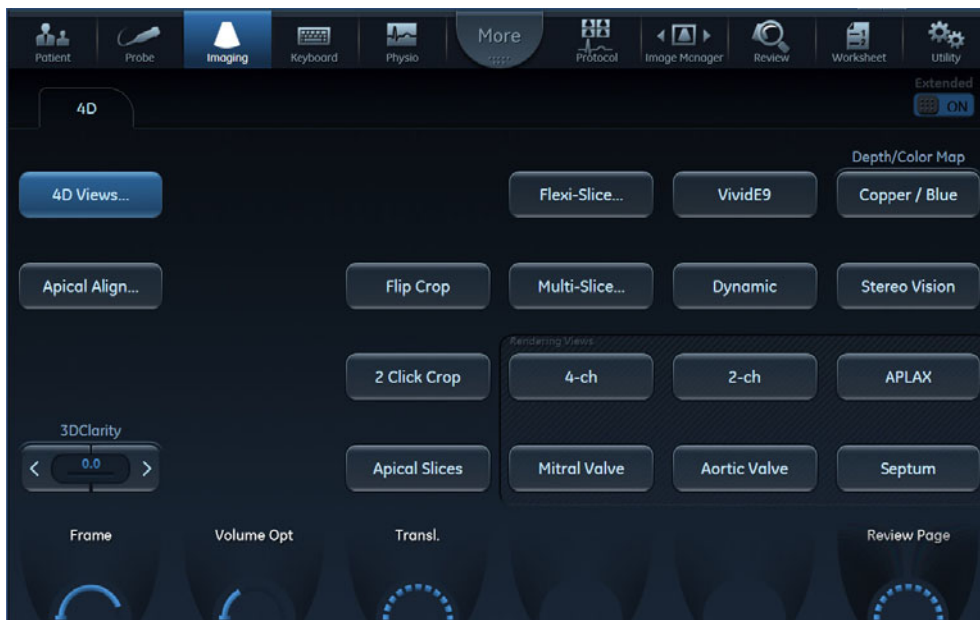 More
Patient Probe Imaging Keyboard Physio Protocol Image Manager Review Worksheet Utility
Extended
4D
ON
Depth/Color Map
4D Views... Flexi-Slice... VividE9 Copper / Blue
Apical Align... Flip Crop Multi-Slice... Dynamic Stereo Vision
Rendering Views
2 Click Crop 4-ch 2-ch APLAX
3DClarity
0.0
Apical Slices Mitral Valve Aortic Valve Septum
Frame Volume Opt Transl. Review Page